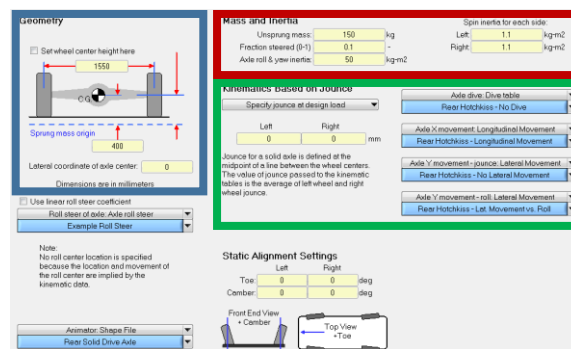 Geometry
Set wheel center height here
1550
CG
Sprung mass origin
400
Lateral coordinate of axle center: 0
Dimensions are in millimeters
Use linear roll steer coefficient
Roll steer of axle: Axle roll steer
Example Roll Steer
Note:
No roll center location is specified
because the location and movement of
the roll center are implied by the
kinematic data.
Animator: Shape File
Rear Solid Drive Axle
Mass and Inertia
Unsprung mass: 150 kg
Fraction steered (0-1) 0.1 -
Axle roll & yaw inertia: 50 kg-m2
Spin inertia for each side:
Left: 1.1 kg-m2
Right: 1.1 kg-m2
Kinematics Based on Jounce
Specify jounce at design load
Left Right
0 0 mm
Jounce for a solid axle is defined at the
midpoint of a line between the wheel centers.
The value of jounce passed to the kinematic
tables is the average of left wheel and right
wheel jounce.
Axle dive: Dive table
Rear Hotchkiss - No Dive
Axle X movement: Longitudinal Movement
Rear Hotchkiss - Longitudinal Movement
Axle Y movement - jounce: Lateral Movement
Rear Hotchkiss - No Lateral Movement
Axle Y movement - roll: Lateral Movement
Rear Hotchkiss - Lat. Movement vs. Roll
Static Alignment Settings
Left Right
Toe: 0 0 deg
Camber: 0 0 deg
Front End View
+ Camber
Top View
+Toe